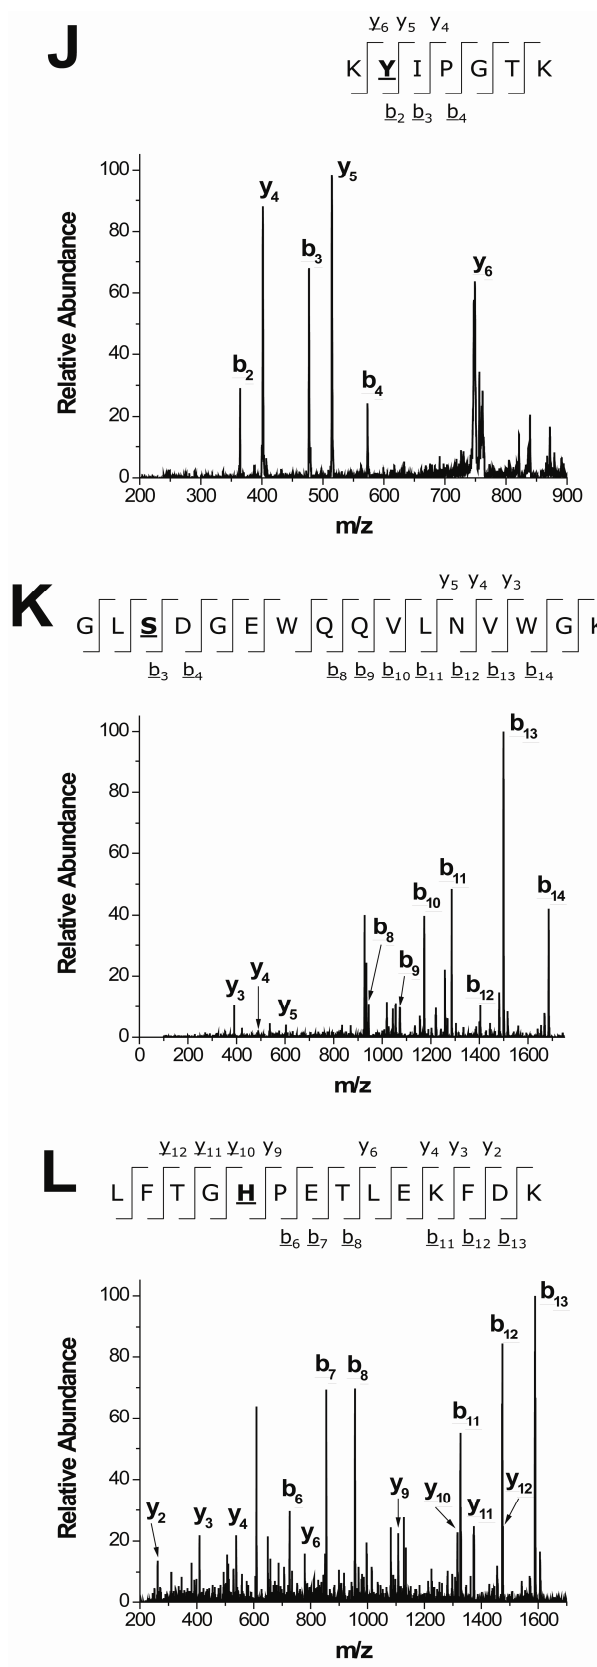 J
y6 y5 y4
K Y I P G T K
b2 b3 b4
100
80
60
40
20
0
Relative Abundance
b2
y4
b3
y5
b4
y6
200 300 400 500 600 700 800 900
m/z
K
y5 y4 y3
G L S D G E W Q Q V L N V W G K
b3 b4 b8 b9 b10 b11 b12 b13 b14
100
80
60
40
20
0
Relative Abundance
y3
y4
y5
b8
b9
b10
b11
b12
b13
b14
0 200 400 600 800 1000 1200 1400 1600
m/z
L
y12 y11 y10 y9 y6 y4 y3 y2
L F T G H P E T L E K F D K
b6 b7 b8 b11 b12 b13
100
80
60
40
20
0
Relative Abundance
y2
y3
y4
b6
y6
b7
b8
y9
y10
b11
y11
b12
y12
b13
200 400 600 800 1000 1200 1400 1600
m/z